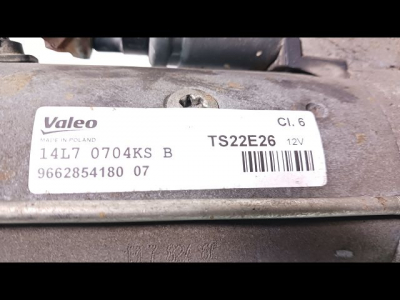 Valeo
MADE IN POLAND
Cl. 6
TS22E26 12V
14L7 0704KS B
9662854180 07